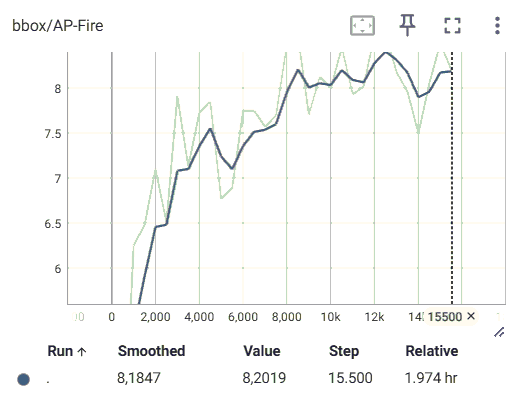 bbox/AP-Fire
8
7.5
7
6.5
6
0 2,000 4,000 6,000 8,000 10k 12k 15500 ×
Run ↑ Smoothed Value Step Relative
. 8,1847 8,2019 15.500 1.974 hr